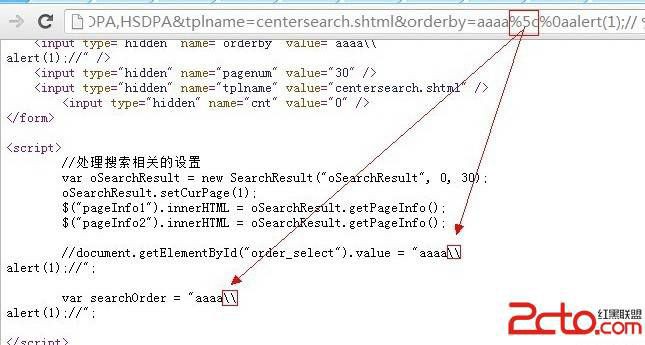 DPA,HSDPA&tplname=centersearch.shtml&orderby=aaaa%5c%0aalert(1);//
<input type="hidden" name="orderby" value="aaaa\\
alert(1);//" />
<input type="hidden" name="pagenum" value="30" />
<input type="hidden" name="tplname" value="centersearch.shtml" />
<input type="hidden" name="cnt" value="0" />
</form>
<script>
//处理搜索相关的设置
var oSearchResult = new SearchResult("oSearchResult", 0, 30);
oSearchResult.setCurPage(1);
$("pageInfo1").innerHTML = oSearchResult.getPageInfo();
$("pageInfo2").innerHTML = oSearchResult.getPageInfo();
//document.getElementById("order_select").value = "aaaa\\
alert(1);//";
var searchOrder = "aaaa\\
alert(1);//";
</script>
2cto
红黑联盟
.com